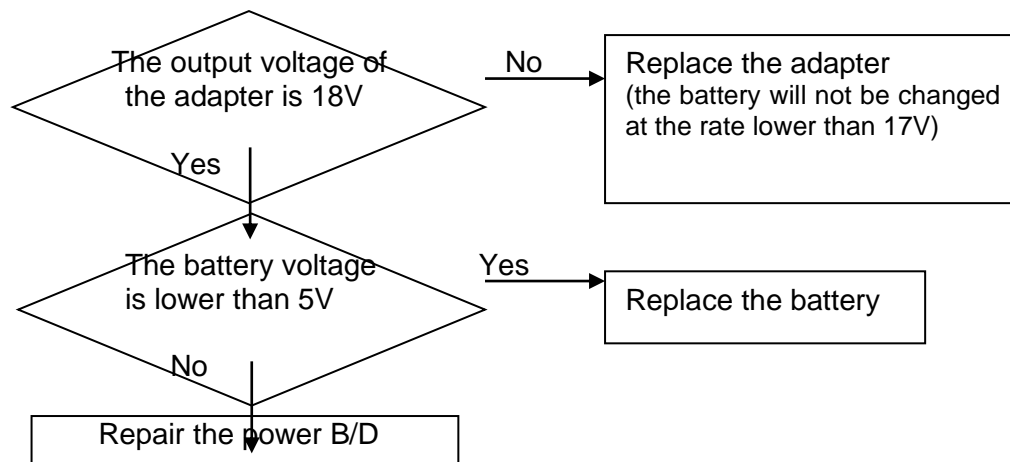 The output voltage of
the adapter is 18V
No
Replace the adapter
(the battery will not be changed
at the rate lower than 17V)
Yes
The battery voltage
is lower than 5V
Yes
Replace the battery
No
Repair the power B/D